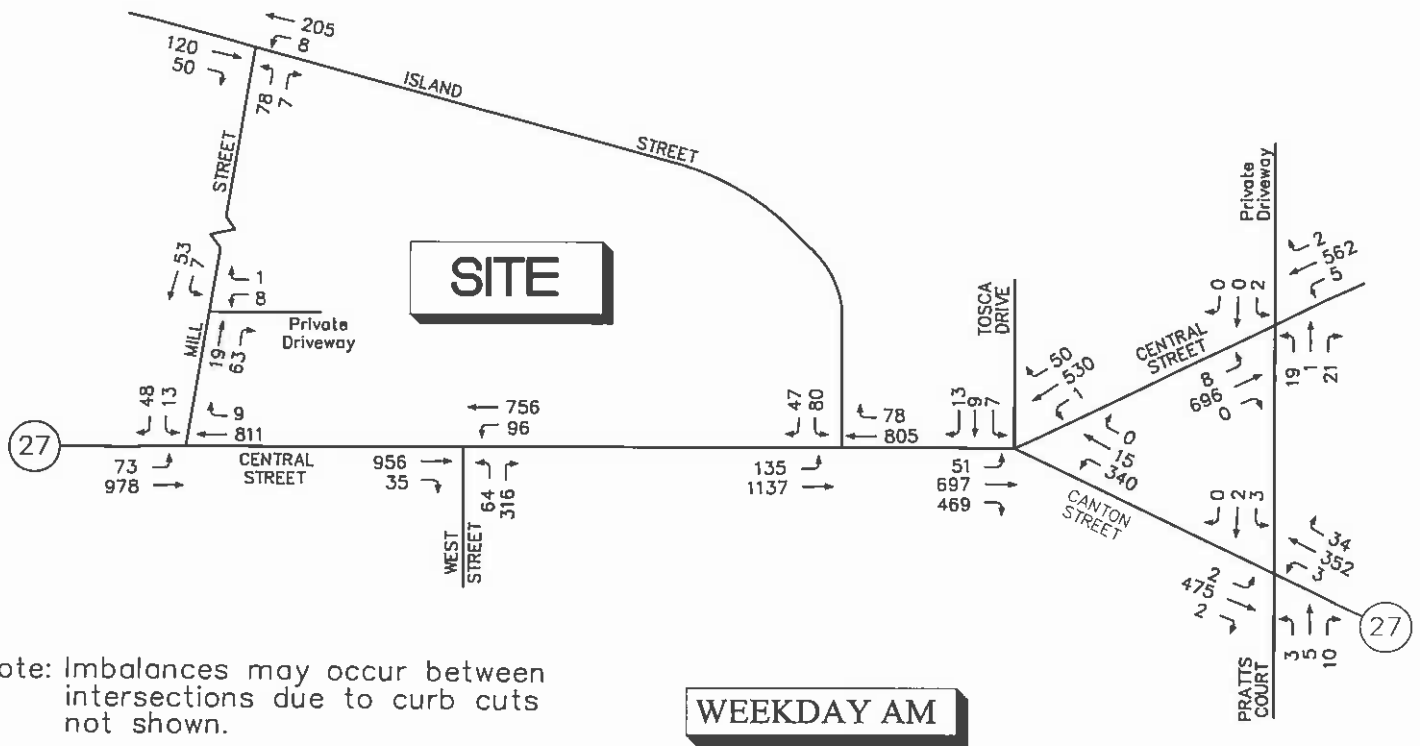 205
8
120
50
78
7
ISLAND
STREET
STREET
53
7
1
8
Private
Driveway
19
63
MILL
SITE
48
13
9
811
27
73
978
CENTRAL
STREET
756
96
956
35
64
316
WEST
STREET
47
80
78
805
135
1137
TOSCA
DRIVE
13
9
7
51
697
469
50
530
1
0
15
340
CENTRAL
STREET
CANTON
STREET
Private
Driveway
0
0
2
2
562
5
8
696
0
19
1
21
0
2
3
34
352
3
2
475
2
3
5
10
PRATTS
COURT
27
ote: Imbalances may occur between
intersections due to curb cuts
not shown.
WEEKDAY AM